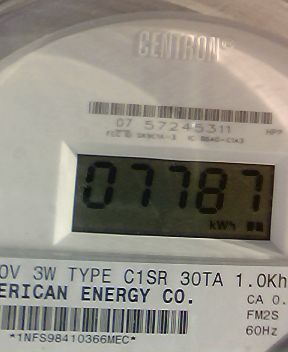 CENTRON®
07 57245311
07787
kWh
0V 3W TYPE C1SR 30TA 1.0Kh
ERICAN ENERGY CO.
CA 0.
FM2S
60Hz
*1NFS98410366MEC*